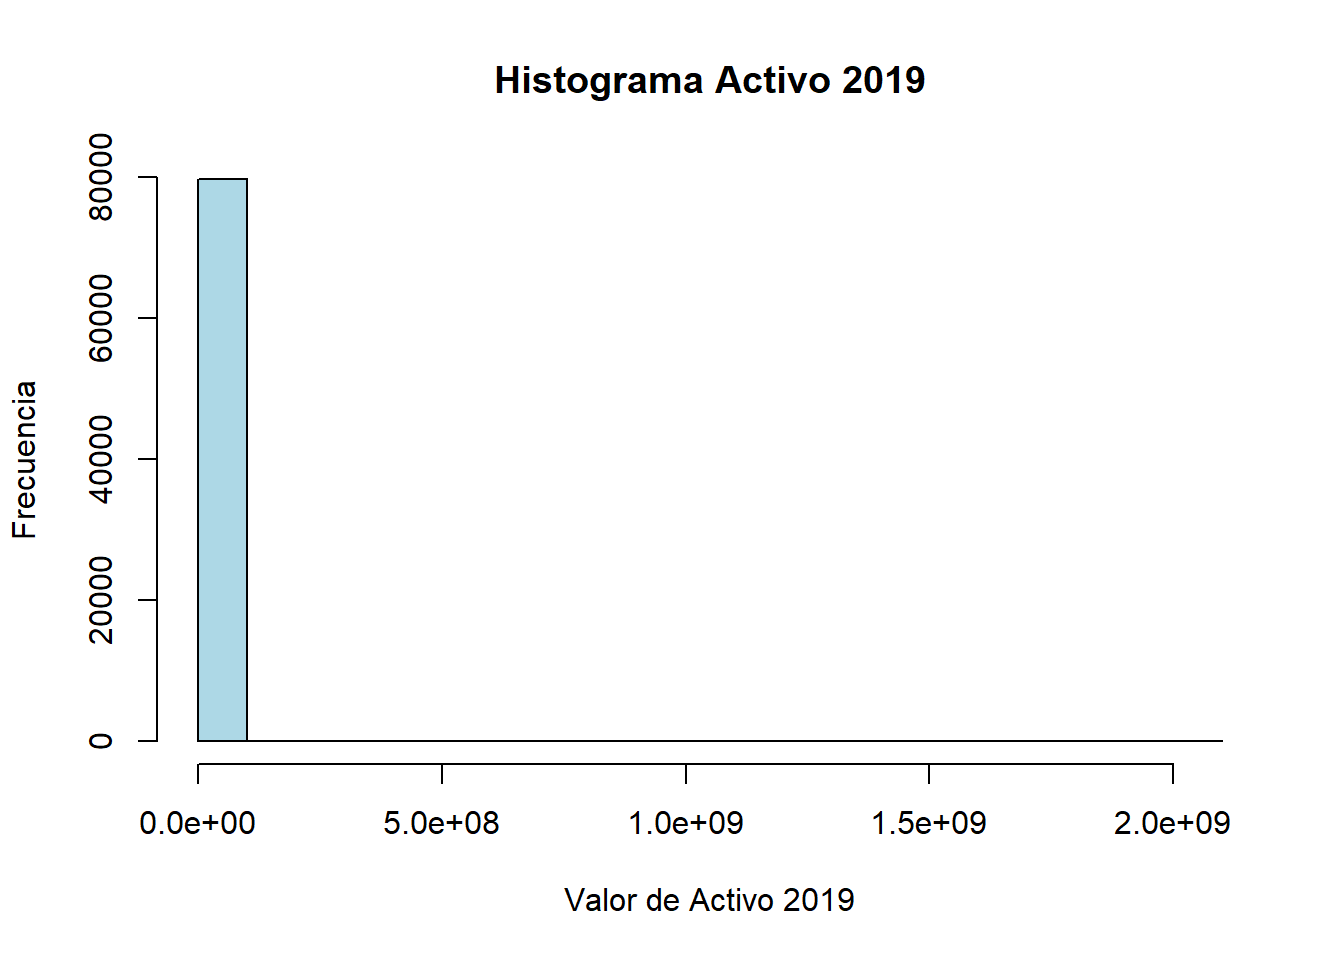 Histograma Activo 2019
Frecuencia
80000
60000
40000
20000
0
0.0e+00 5.0e+08 1.0e+09 1.5e+09 2.0e+09
Valor de Activo 2019